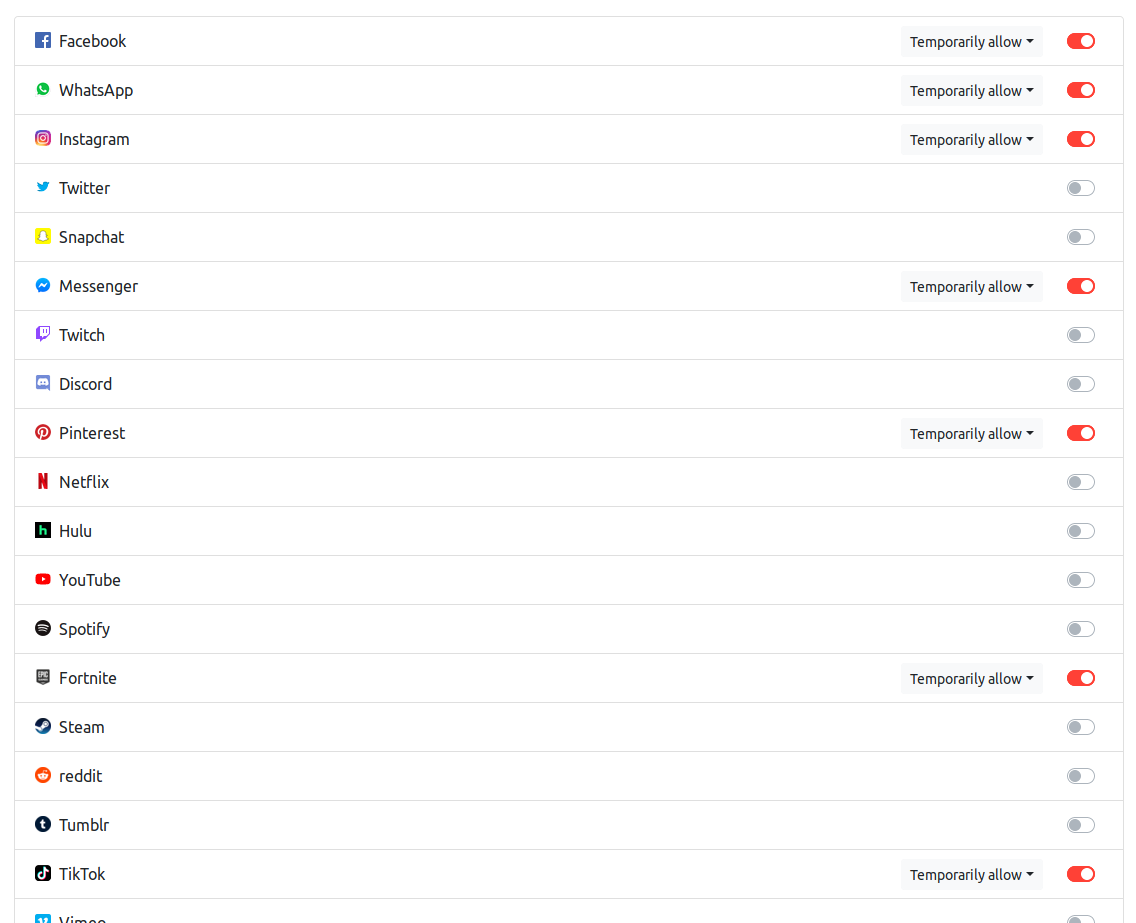 Facebook Temporarily allow
WhatsApp Temporarily allow
Instagram Temporarily allow
Twitter
Snapchat
Messenger Temporarily allow
Twitch
Discord
Pinterest Temporarily allow
Netflix
Hulu
YouTube
Spotify
Fortnite Temporarily allow
Steam
reddit
Tumblr
TikTok Temporarily allow
Vimeo